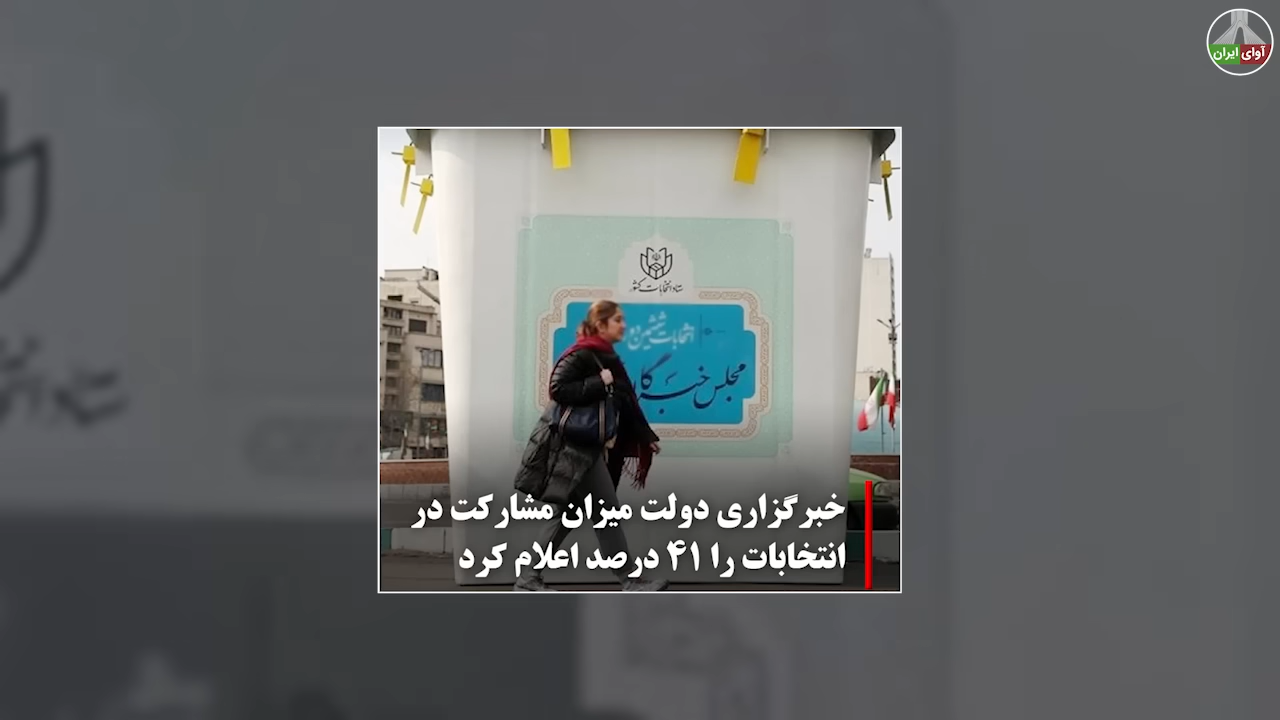 آوای ایران
ستاد انتخابات کشور
انتخابات ششمین
مجلس
خبرگزاری دولت میزان مشارکت در
انتخابات را ۴۱ درصد اعلام کرد